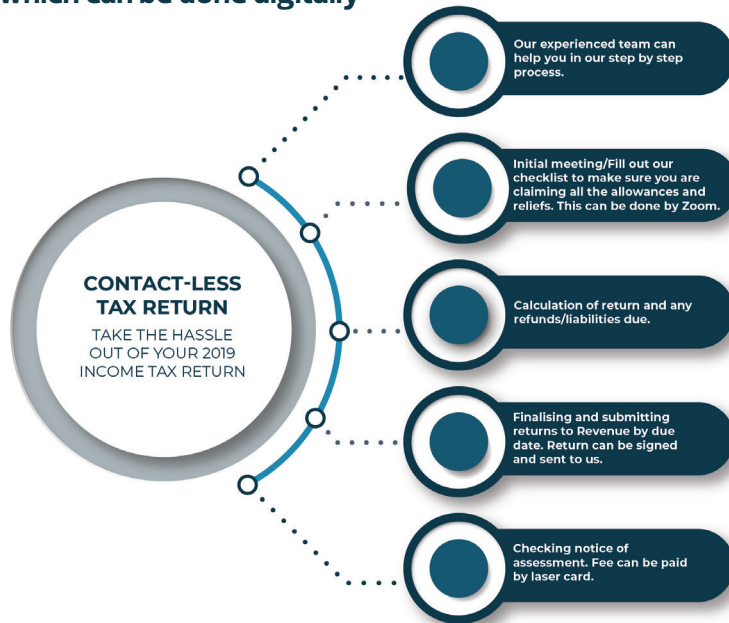 which can be done digitally
CONTACT-LESS
TAX RETURN
TAKE THE HASSLE
OUT OF YOUR 2019
INCOME TAX RETURN
Our experienced team can
help you in our step by step
process.
Initial meeting/Fill out our
checklist to make sure you are
claiming all the allowances and
reliefs. This can be done by Zoom.
Calculation of return and any
refunds/liabilities due.
Finalising and submitting
returns to Revenue by due
date. Return can be signed
and sent to us.
Checking notice of
assessment. Fee can be paid
by laser card.